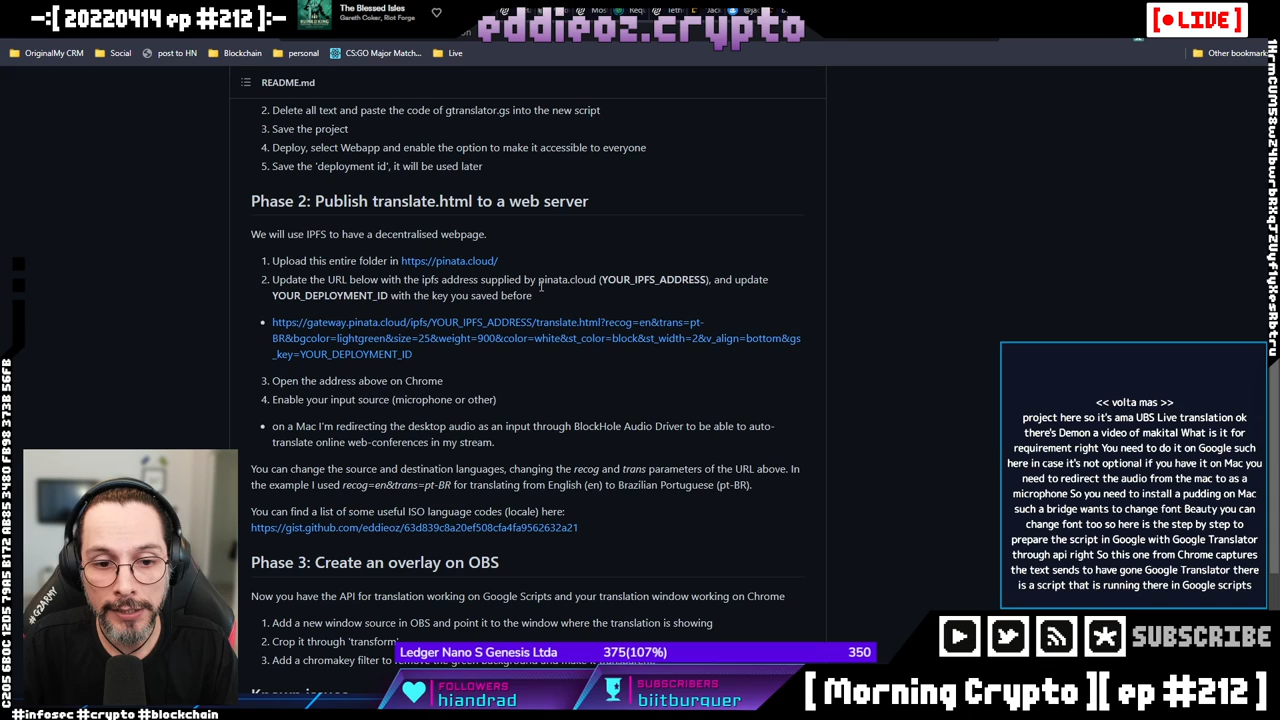 —:[ 20220414 ep #212 ]:—
The Blessed Isles
Gareth Coker, Riot Forge
eddieoz.crypto
[● LIVE]
OriginalMy CRM
Social
post to HN
Blockchain
personal
CS:GO Major Match...
Live
Other bookmark
README.md
2. Delete all text and paste the code of gtranslator.gs into the new script
3. Save the project
4. Deploy, select Webapp and enable the option to make it accessible to everyone
5. Save the 'deployment id', it will be used later
Phase 2: Publish translate.html to a web server
We will use IPFS to have a decentralised webpage.
1. Upload this entire folder in https://pinata.cloud/
2. Update the URL below with the ipfs address supplied by pinata.cloud (YOUR_IPFS_ADDRESS), and update
YOUR_DEPLOYMENT_ID with the key you saved before
• https://gateway.pinata.cloud/ipfs/YOUR_IPFS_ADDRESS/translate.html?recog=en&trans=pt-
BR&bgcolor=lightgreen&size=25&weight=900&color=white&st_color=block&st_width=2&v_align=bottom&gs
_key=YOUR_DEPLOYMENT_ID
3. Open the address above on Chrome
4. Enable your input source (microphone or other)
• on a Mac I'm redirecting the desktop audio as an input through BlockHole Audio Driver to be able to auto-
translate online web-conferences in my stream.
You can change the source and destination languages, changing the recog and trans parameters of the URL above. In
the example I used recog=en&trans=pt-BR for translating from English (en) to Brazilian Portuguese (pt-BR).
You can find a list of some useful ISO language codes (locale) here:
https://gist.github.com/eddieoz/63d839c8a20ef508cfa4fa9562632a21
Phase 3: Create an overlay on OBS
Now you have the API for translation working on Google Scripts and your translation window working on Chrome
1. Add a new window source in OBS and point it to the window where the translation is showing
2. Crop it through 'transform'
3. Add a chromakey filter to remove the green background and make it transparent.
Known issues
<< volta mas >>
project here so it's ama UBS Live translation ok
there's Demon a video of makital What is it for
requirement right You need to do it on Google such
here in case it's not optional if you have it on Mac you
need to redirect the audio from the mac to as a
microphone So you need to install a pudding on Mac
such a bridge wants to change font Beauty you can
change font too so here is the step by step to
prepare the script in Google with Google Translator
through api right So this one from Chrome captures
the text sends to have gone Google Translator there
is a script that is running there in Google scripts
SUBSCRIBE
Ledger Nano S Genesis Ltda 375(107%) 350
FOLLOWERS
hiandrad
SUBSCRIBERS
biitburguer
[ Morning Crypto ][ ep #212 ]
#infosec #crypto #blockchain
#G2ARMY